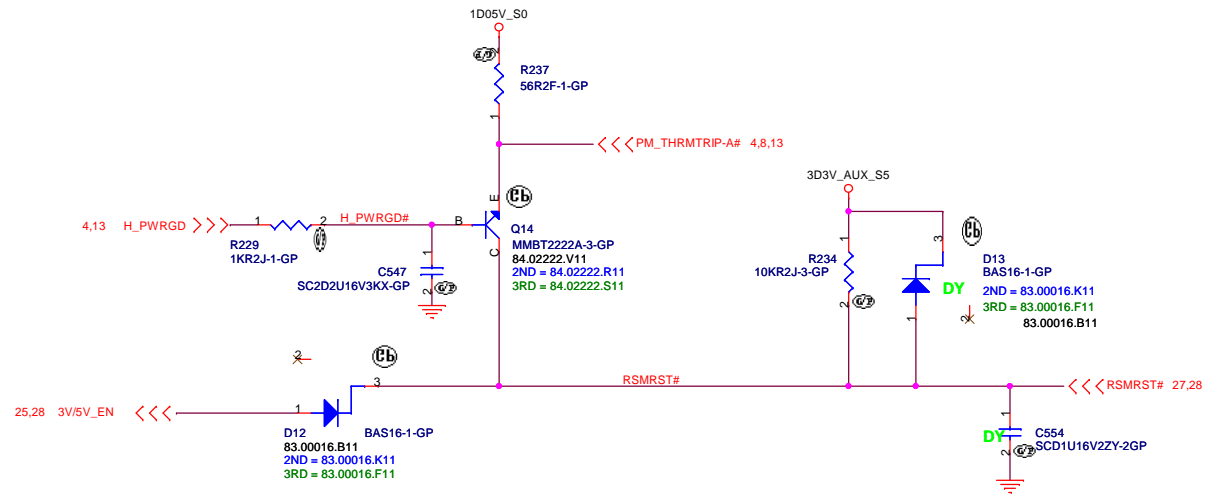 1D05V_S0
2
G/P
R237
56R2F-1-GP
1
PM_THRMTRIP-A# 4,8,13
3D3V_AUX_S5
E
Cb
4,13 H_PWRGD
1
2
H_PWRGD#
B
R229
1KR2J-1-GP
Q14
MMBT2222A-3-GP
84.02222.V11
2ND = 84.02222.R11
3RD = 84.02222.S11
C
1
C547
SC2D2U16V3KX-GP
2
G/P
1
R234
10KR2J-3-GP
2
G/P
3
Cb
D13
BAS16-1-GP
DY
2ND = 83.00016.K11
3RD = 83.00016.F11
83.00016.B11
1
2
2
Cb
3
RSMRST#
RSMRST# 27,28
25,28 3V/5V_EN
1
D12
BAS16-1-GP
83.00016.B11
2ND = 83.00016.K11
3RD = 83.00016.F11
1
DY
C554
SCD1U16V2ZY-2GP
2
G/P